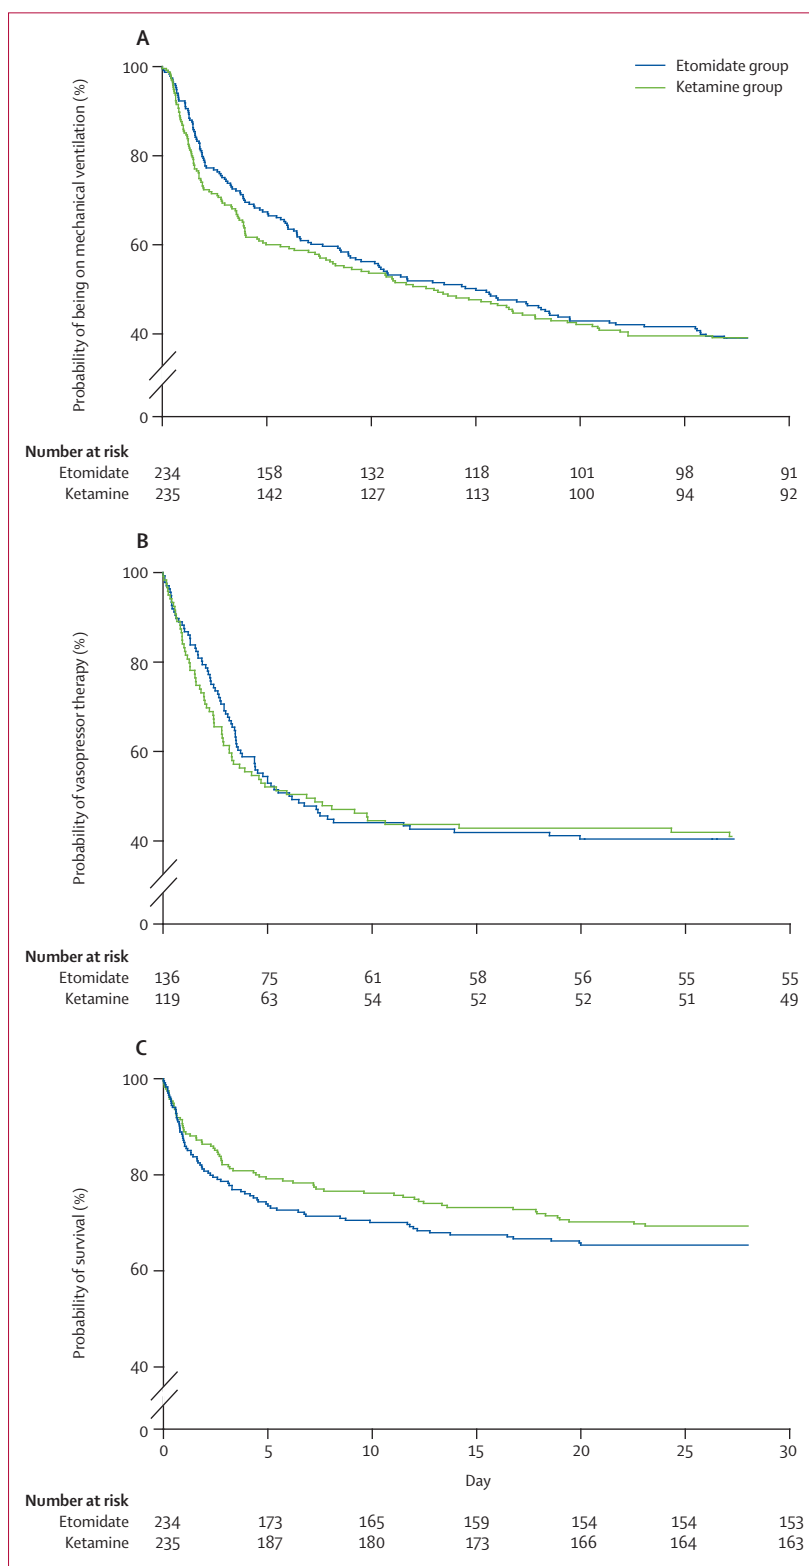 A
Probability of being on mechanical ventilation (%)
100
80
60
40
0
Etomidate group
Ketamine group
Number at risk
Etomidate 234 158 132 118 101 98 91
Ketamine 235 142 127 113 100 94 92
B
Probability of vasopressor therapy (%)
100
80
60
40
0
Number at risk
Etomidate 136 75 61 58 56 55 55
Ketamine 119 63 54 52 52 51 49
C
Probability of survival (%)
100
80
60
40
0
0 5 10 15 20 25 30
Day
Number at risk
Etomidate 234 173 165 159 154 154 153
Ketamine 235 187 180 173 166 164 163